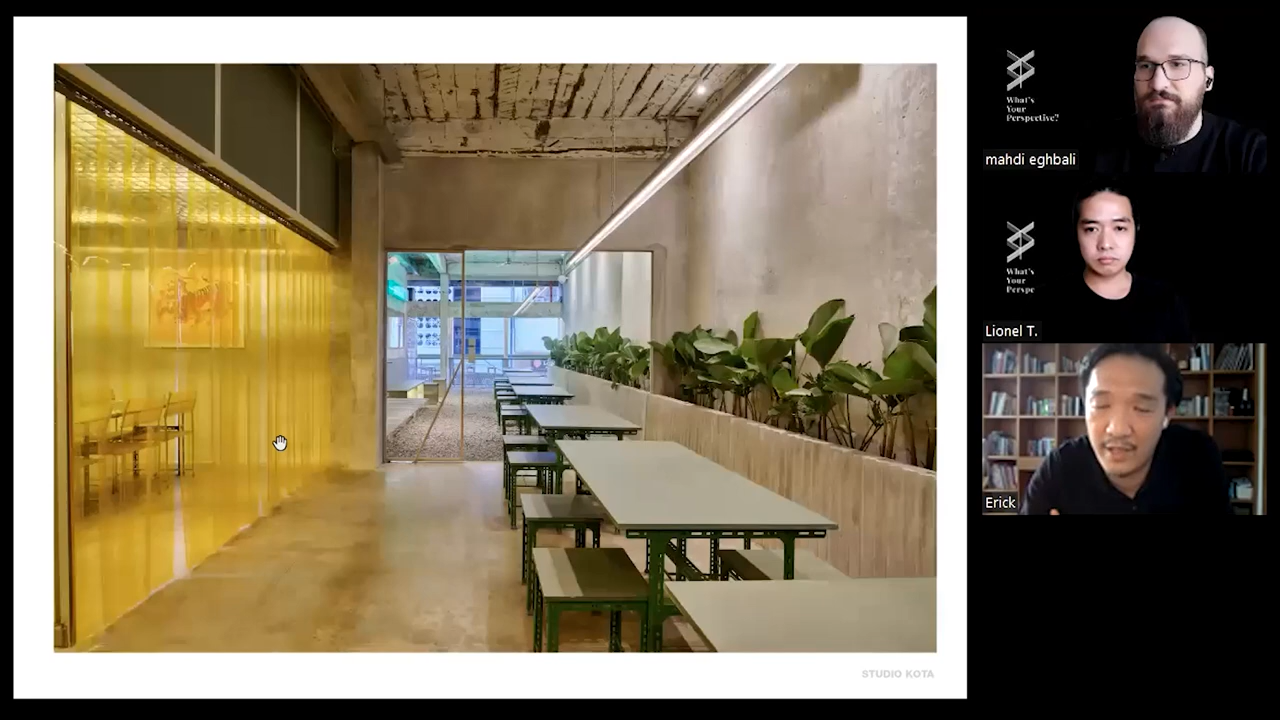 What's
Your
Perspective?
mahdi eghbali
What's
Your
Perspe
Lionel T.
Erick
STUDIO KOTA